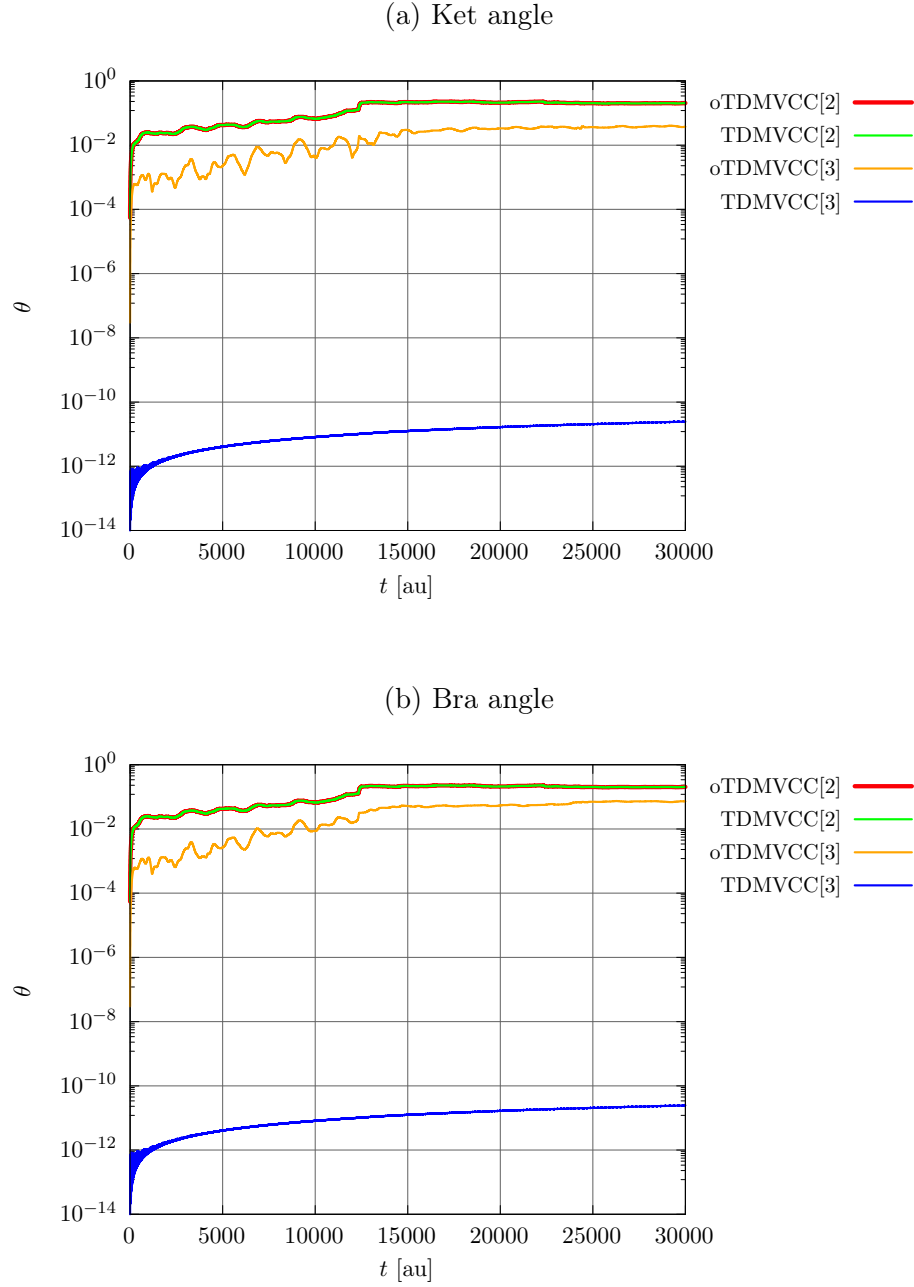 (a) Ket angle
10^0
10^−2
10^−4
10^−6
10^−8
10^−10
10^−12
10^−14
θ
0 5000 10000 15000 20000 25000 30000
t [au]
oTDMVCC[2]
TDMVCC[2]
oTDMVCC[3]
TDMVCC[3]
(b) Bra angle
10^0
10^−2
10^−4
10^−6
10^−8
10^−10
10^−12
10^−14
θ
0 5000 10000 15000 20000 25000 30000
t [au]
oTDMVCC[2]
TDMVCC[2]
oTDMVCC[3]
TDMVCC[3]